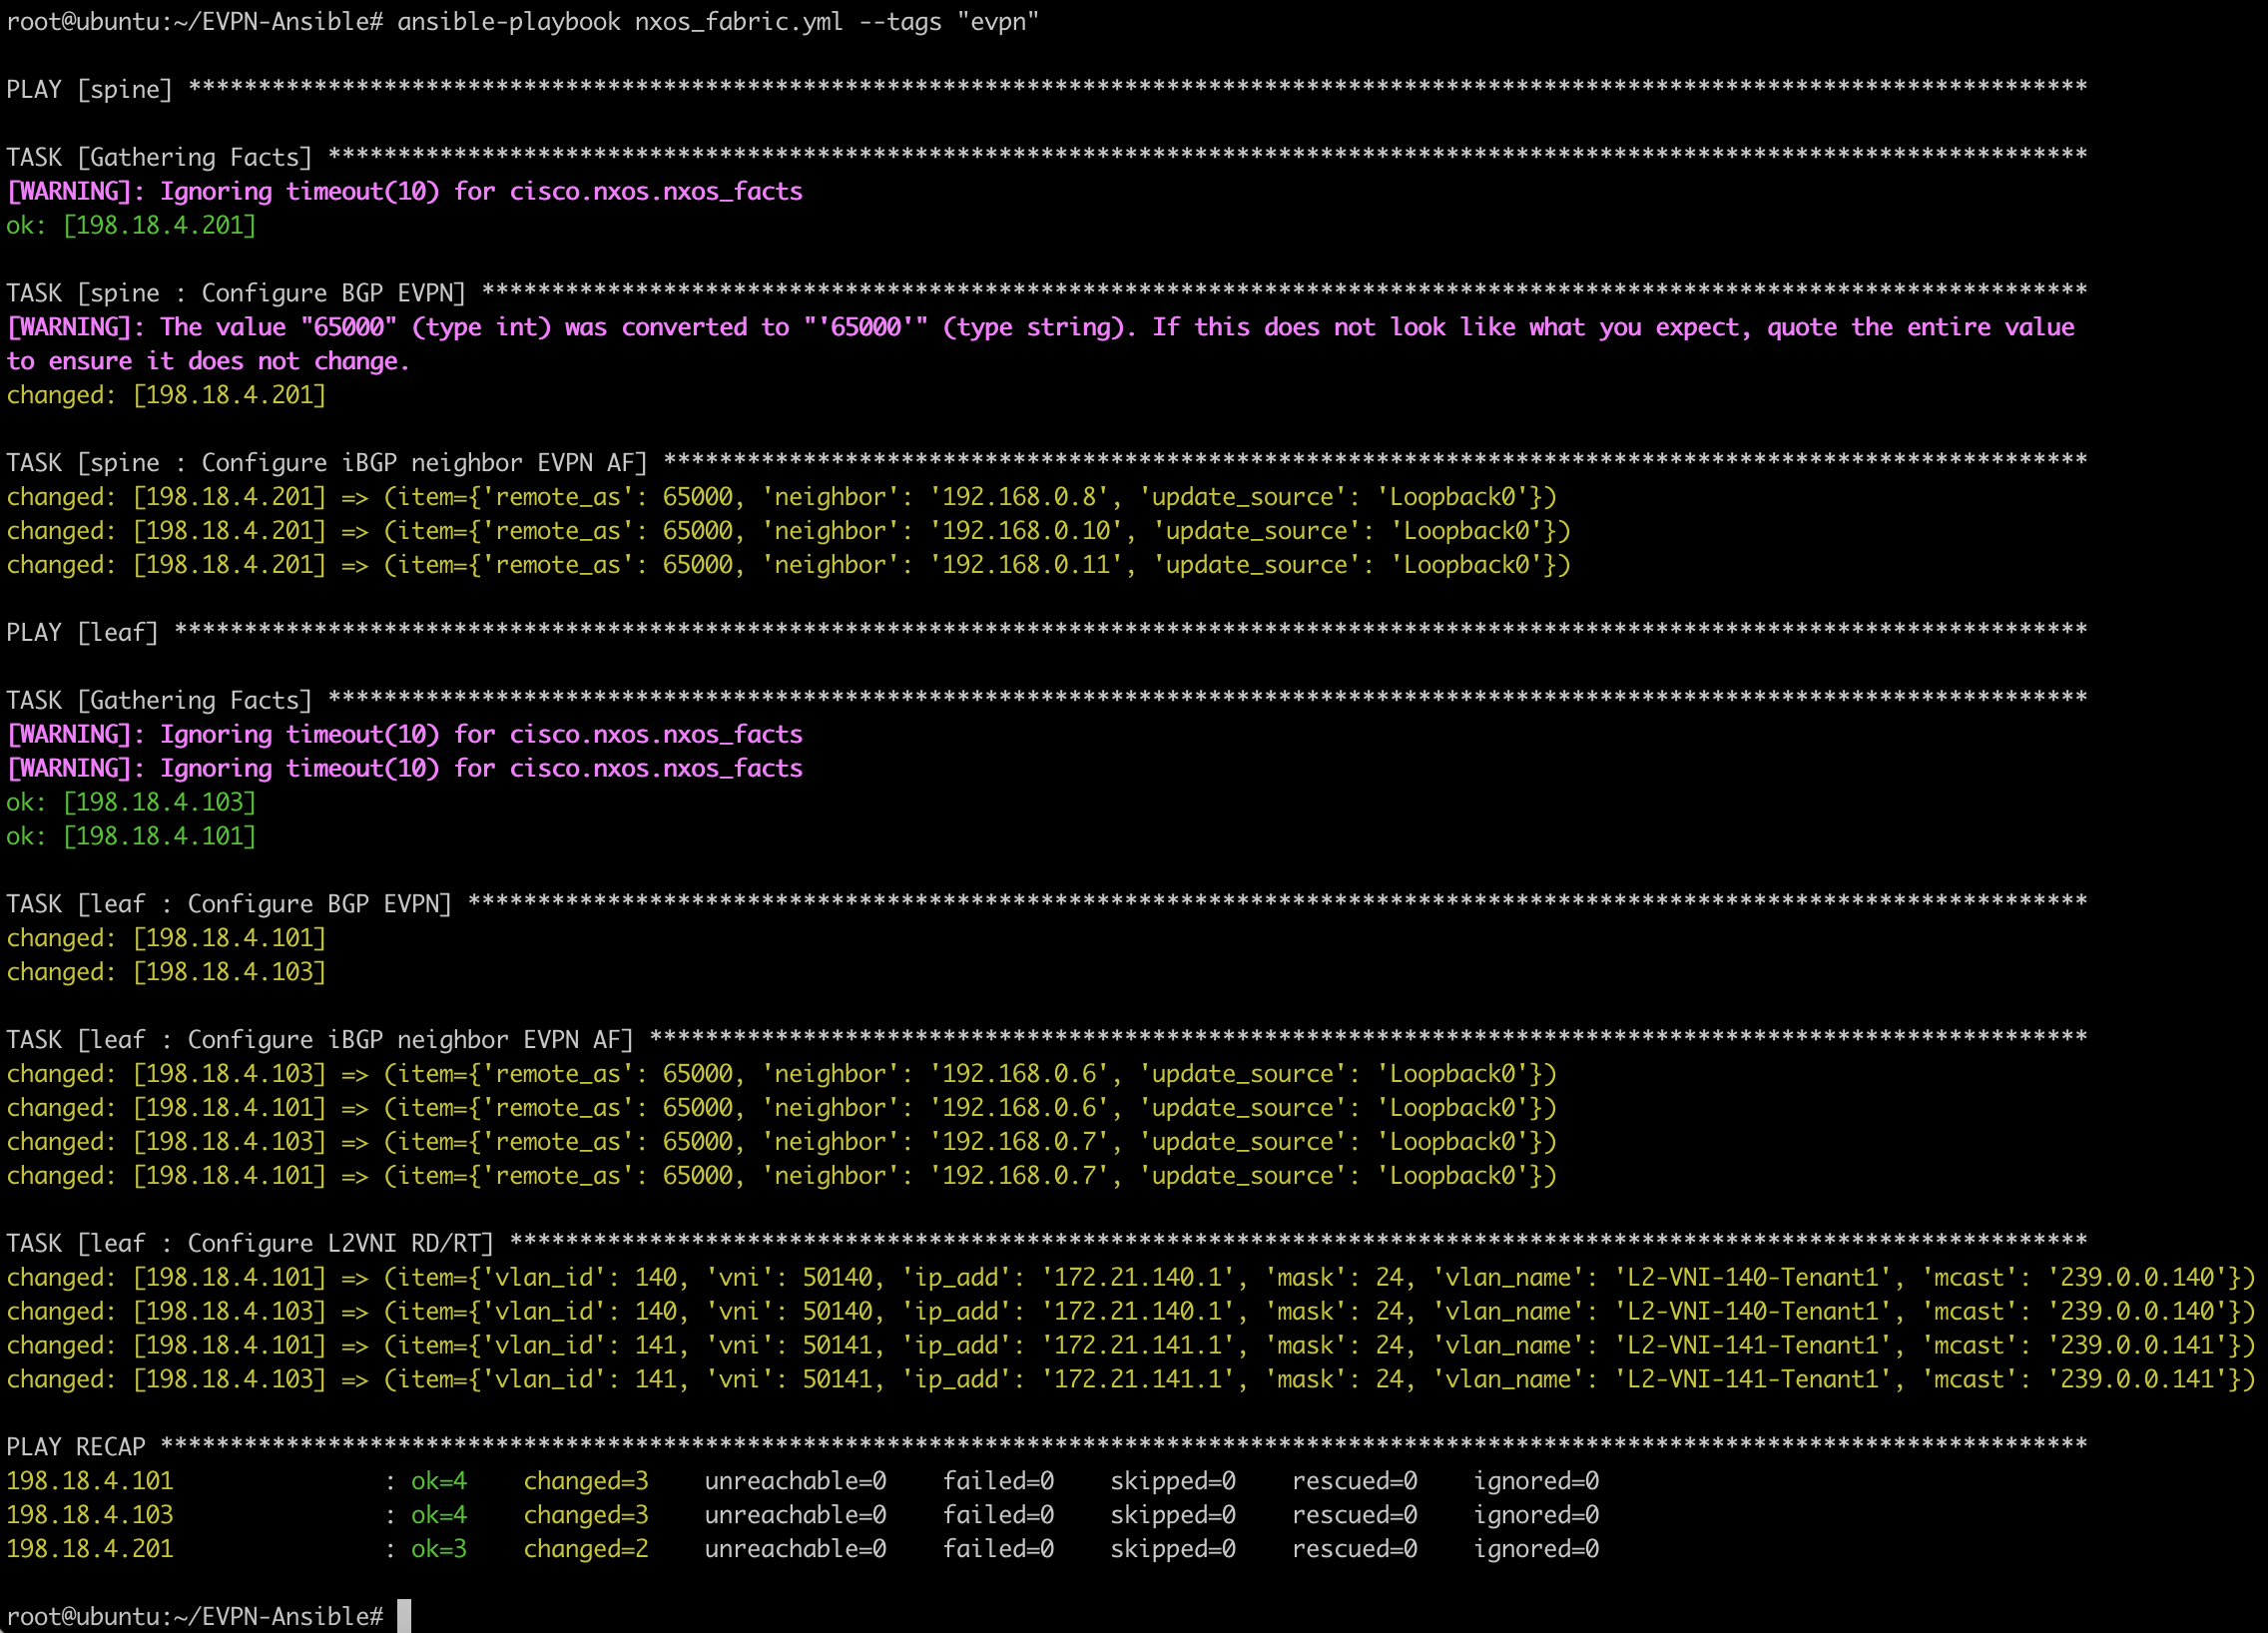 root@ubuntu:~/EVPN-Ansible# ansible-playbook nxos_fabric.yml --tags "evpn"
PLAY [spine] ****************************************************************************************************************************************
TASK [Gathering Facts] ******************************************************************************************************************************
[WARNING]: Ignoring timeout(10) for cisco.nxos.nxos_facts
ok: [198.18.4.201]
TASK [spine : Configure BGP EVPN] *******************************************************************************************************************
[WARNING]: The value "65000" (type int) was converted to "'65000'" (type string). If this does not look like what you expect, quote the entire value
to ensure it does not change.
changed: [198.18.4.201]
TASK [spine : Configure iBGP neighbor EVPN AF] ******************************************************************************************************
changed: [198.18.4.201] => (item={'remote_as': 65000, 'neighbor': '192.168.0.8', 'update_source': 'Loopback0'})
changed: [198.18.4.201] => (item={'remote_as': 65000, 'neighbor': '192.168.0.10', 'update_source': 'Loopback0'})
changed: [198.18.4.201] => (item={'remote_as': 65000, 'neighbor': '192.168.0.11', 'update_source': 'Loopback0'})
PLAY [leaf] *****************************************************************************************************************************************
TASK [Gathering Facts] ******************************************************************************************************************************
[WARNING]: Ignoring timeout(10) for cisco.nxos.nxos_facts
[WARNING]: Ignoring timeout(10) for cisco.nxos.nxos_facts
ok: [198.18.4.103]
ok: [198.18.4.101]
TASK [leaf : Configure BGP EVPN] ********************************************************************************************************************
changed: [198.18.4.101]
changed: [198.18.4.103]
TASK [leaf : Configure iBGP neighbor EVPN AF] *******************************************************************************************************
changed: [198.18.4.103] => (item={'remote_as': 65000, 'neighbor': '192.168.0.6', 'update_source': 'Loopback0'})
changed: [198.18.4.101] => (item={'remote_as': 65000, 'neighbor': '192.168.0.6', 'update_source': 'Loopback0'})
changed: [198.18.4.103] => (item={'remote_as': 65000, 'neighbor': '192.168.0.7', 'update_source': 'Loopback0'})
changed: [198.18.4.101] => (item={'remote_as': 65000, 'neighbor': '192.168.0.7', 'update_source': 'Loopback0'})
TASK [leaf : Configure L2VNI RD/RT] *****************************************************************************************************************
changed: [198.18.4.101] => (item={'vlan_id': 140, 'vni': 50140, 'ip_add': '172.21.140.1', 'mask': 24, 'vlan_name': 'L2-VNI-140-Tenant1', 'mcast': '239.0.0.140'})
changed: [198.18.4.103] => (item={'vlan_id': 140, 'vni': 50140, 'ip_add': '172.21.140.1', 'mask': 24, 'vlan_name': 'L2-VNI-140-Tenant1', 'mcast': '239.0.0.140'})
changed: [198.18.4.101] => (item={'vlan_id': 141, 'vni': 50141, 'ip_add': '172.21.141.1', 'mask': 24, 'vlan_name': 'L2-VNI-141-Tenant1', 'mcast': '239.0.0.141'})
changed: [198.18.4.103] => (item={'vlan_id': 141, 'vni': 50141, 'ip_add': '172.21.141.1', 'mask': 24, 'vlan_name': 'L2-VNI-141-Tenant1', 'mcast': '239.0.0.141'})
PLAY RECAP ******************************************************************************************************************************************
198.18.4.101               : ok=4    changed=3    unreachable=0    failed=0    skipped=0    rescued=0    ignored=0
198.18.4.103               : ok=4    changed=3    unreachable=0    failed=0    skipped=0    rescued=0    ignored=0
198.18.4.201               : ok=3    changed=2    unreachable=0    failed=0    skipped=0    rescued=0    ignored=0
root@ubuntu:~/EVPN-Ansible#